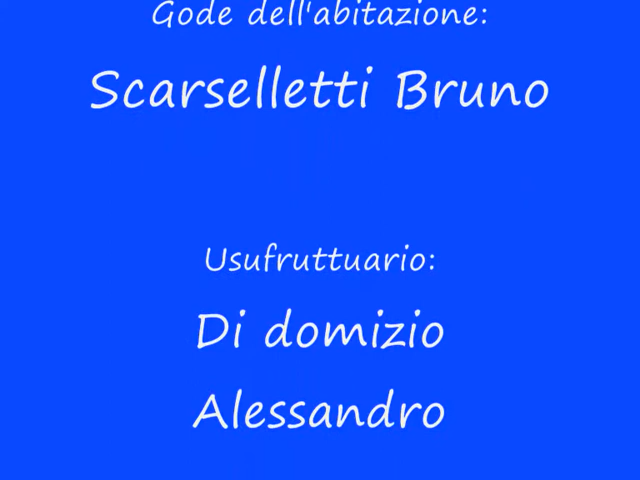 Gode dell'abitazione:
Scarselletti Bruno
Usufruttuario:
Di domizio
Alessandro